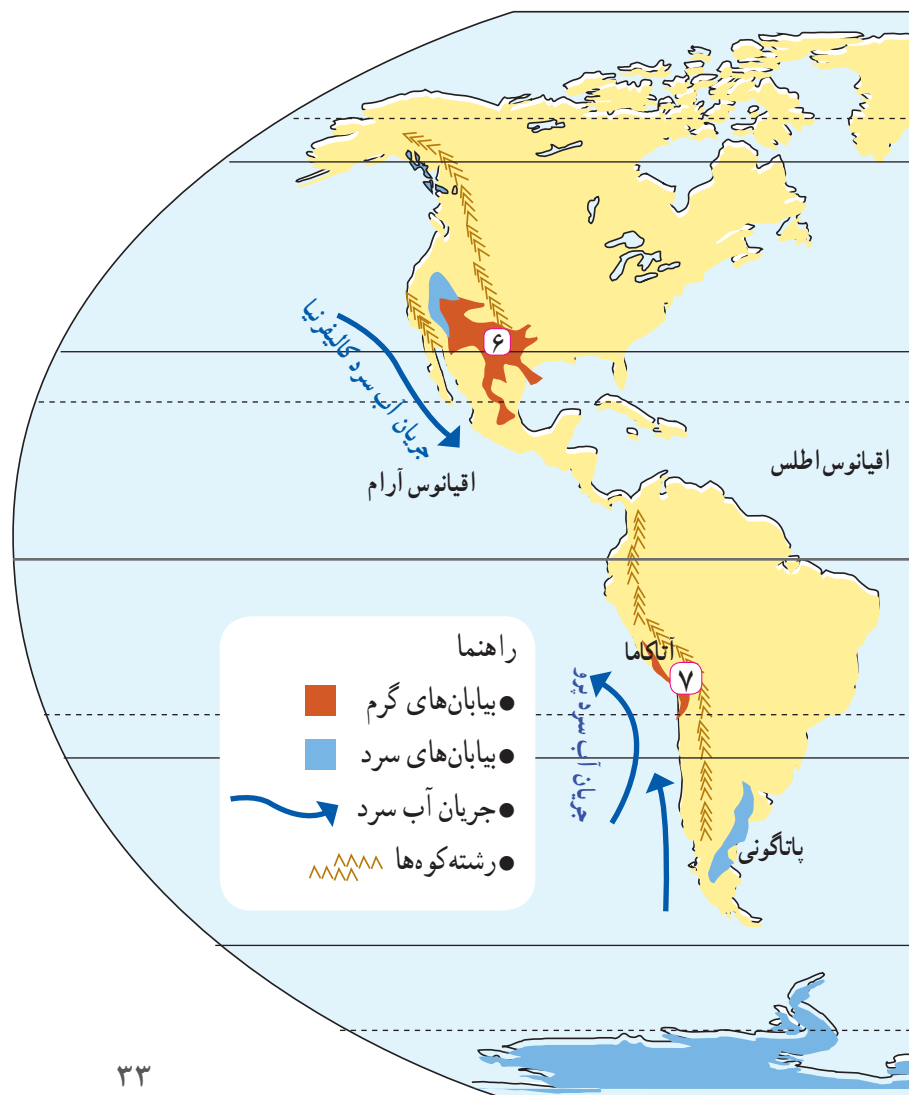 جریان آب سرد کالیفرنیا
۶
اقیانوس اطلس
اقیانوس آرام
آتاکاما
۷
جریان آب سرد پرو
پاتاگونی
راهنما
● بیابان‌های گرم
● بیابان‌های سرد
● جریان آب سرد
● رشته‌کوه‌ها
۳۳